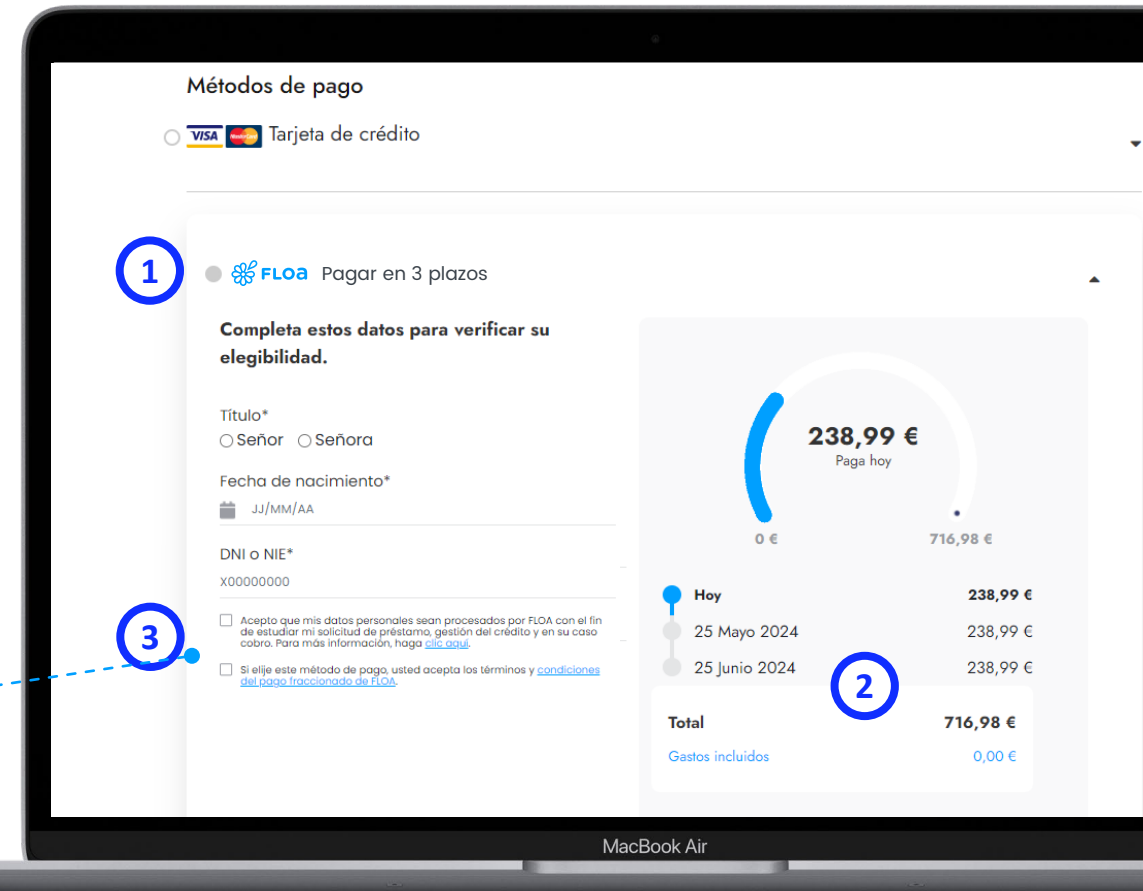 Métodos de pago
VISA MasterCard Tarjeta de crédito
1
FLOA Pagar en 3 plazos
Completa estos datos para verificar su
elegibilidad.
Título*
Señor Señora
Fecha de nacimiento*
JJ/MM/AA
DNI o NIE*
X00000000
3
Acepto que mis datos personales sean procesados por FLOA con el fin
de estudiar mi solicitud de préstamo, gestión del crédito y en su caso
cobro. Para más información, haga clic aquí.
Si elije este método de pago, usted acepta los términos y condiciones
del pago fraccionado de FLOA.
238,99 €
Paga hoy
0 € 716,98 €
Hoy 238,99 €
25 Mayo 2024 238,99 €
25 Junio 2024 238,99 €
2
Total 716,98 €
Gastos incluidos 0,00 €
MacBook Air